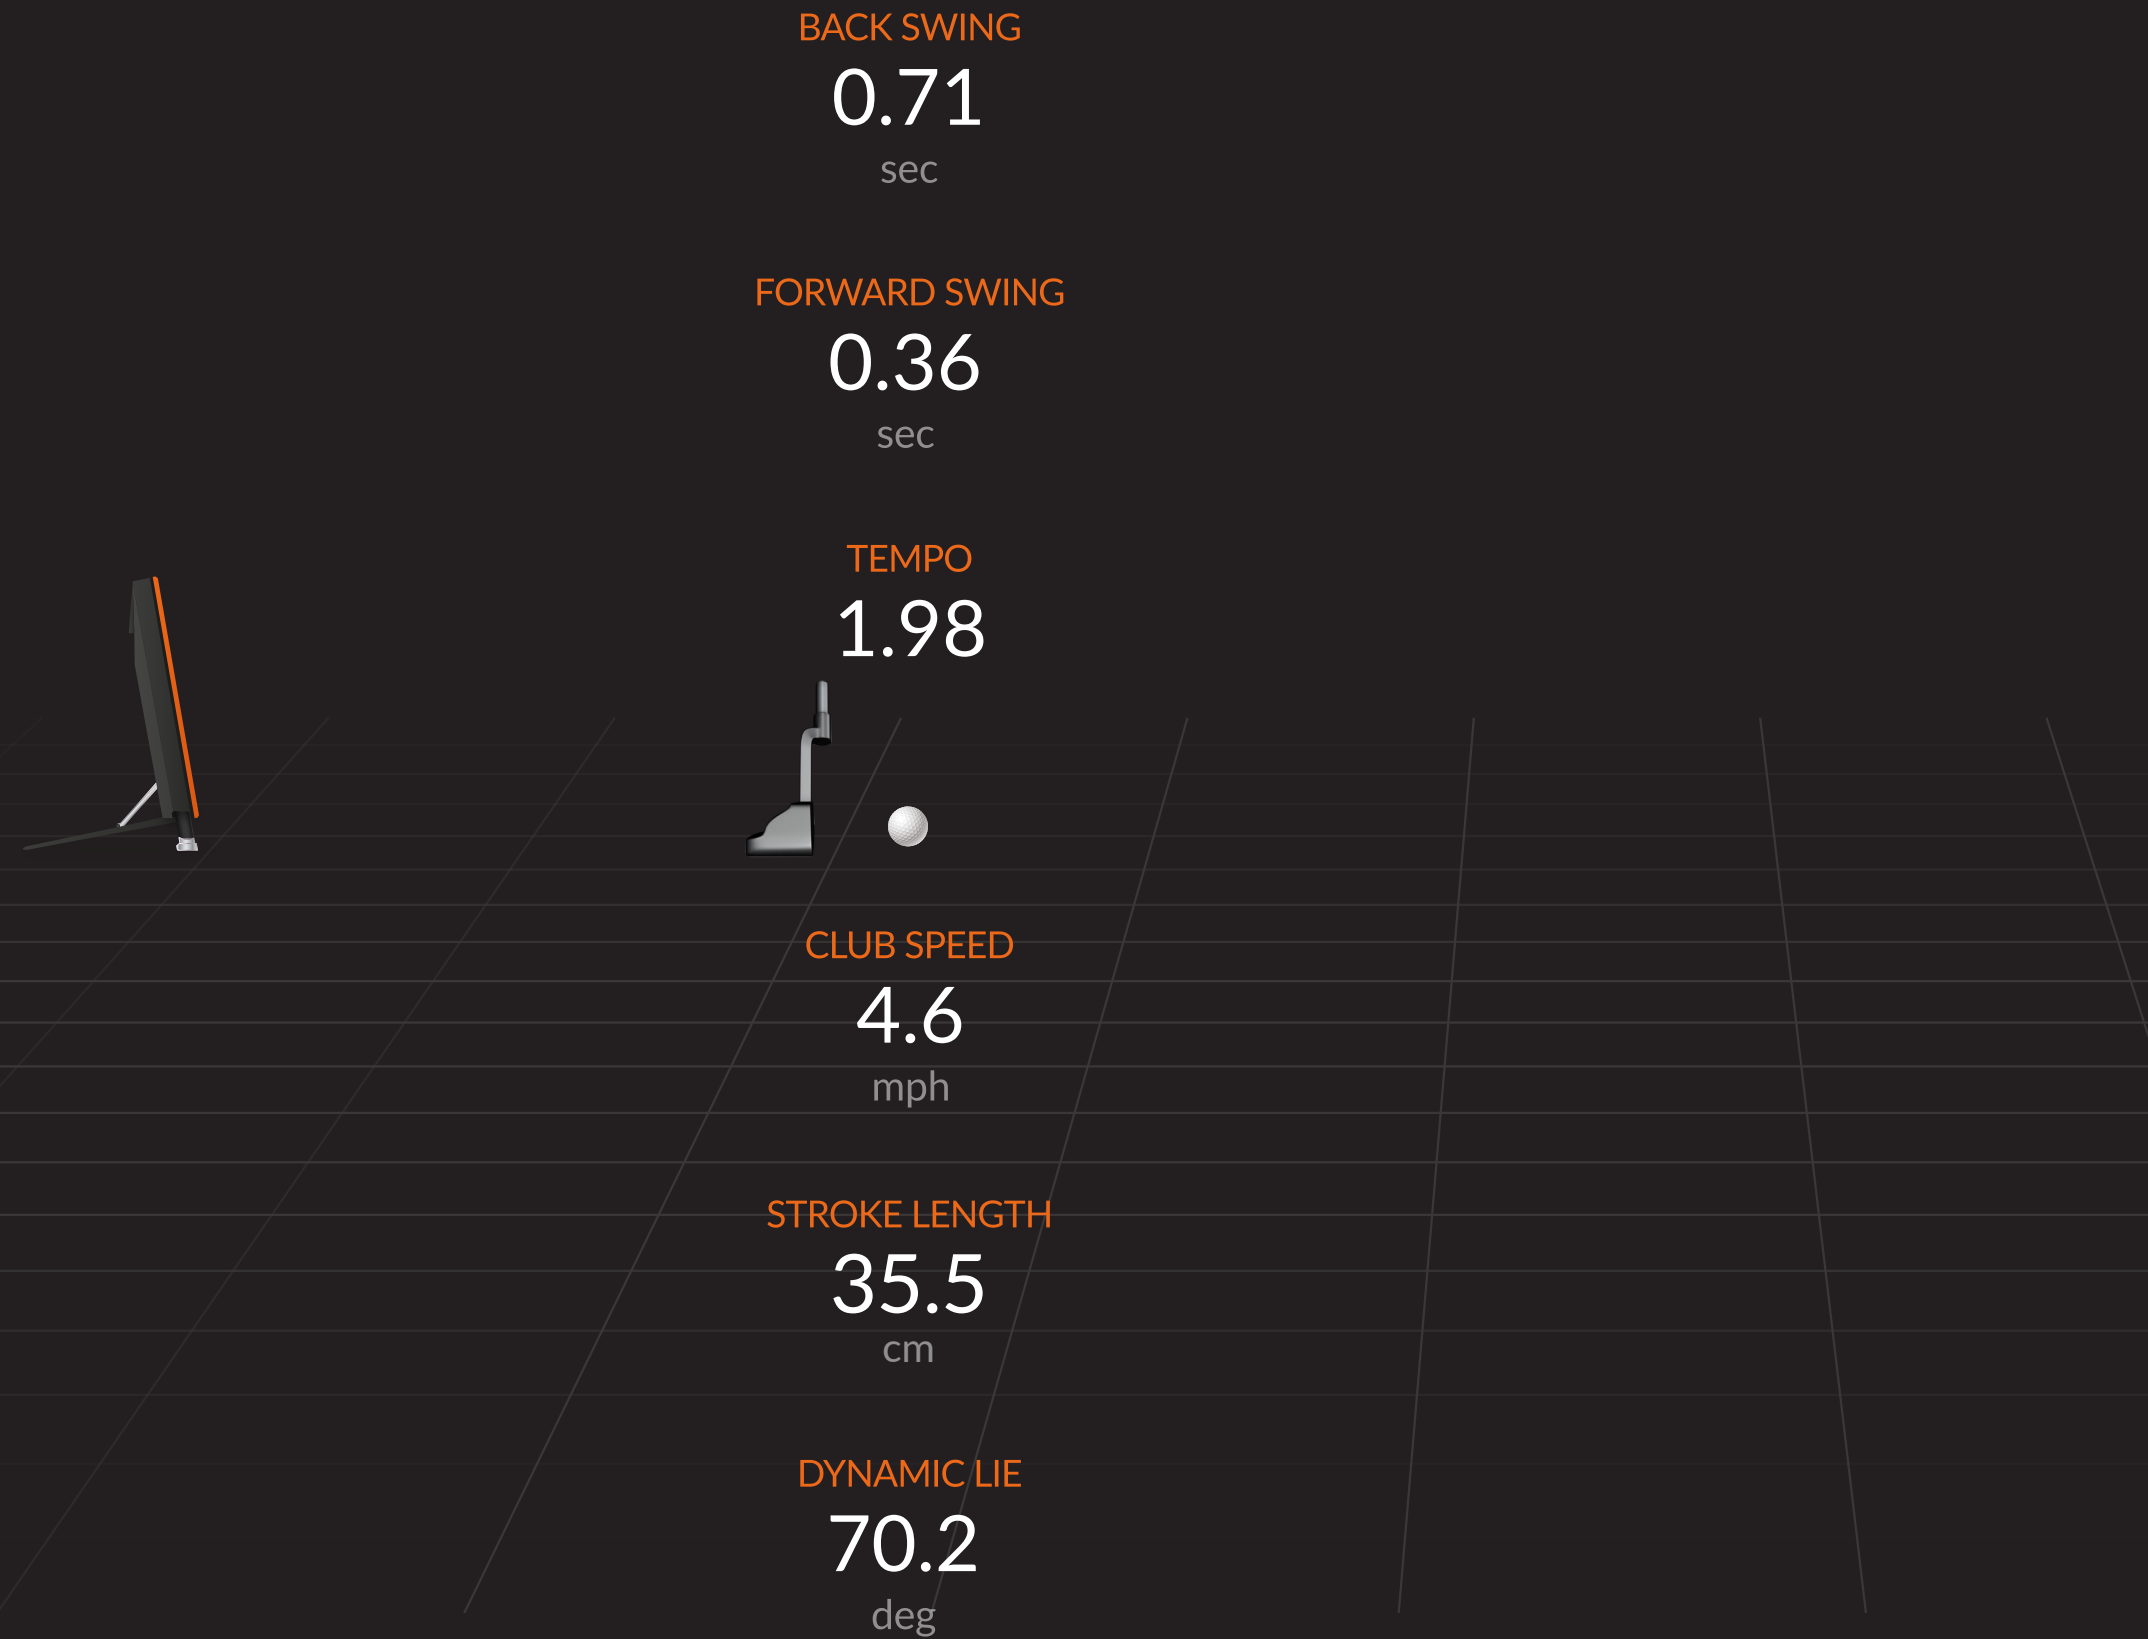 BACK SWING
0.71
sec
FORWARD SWING
0.36
sec
TEMPO
1.98
CLUB SPEED
4.6
mph
STROKE LENGTH
35.5
cm
DYNAMIC LIE
70.2
deg